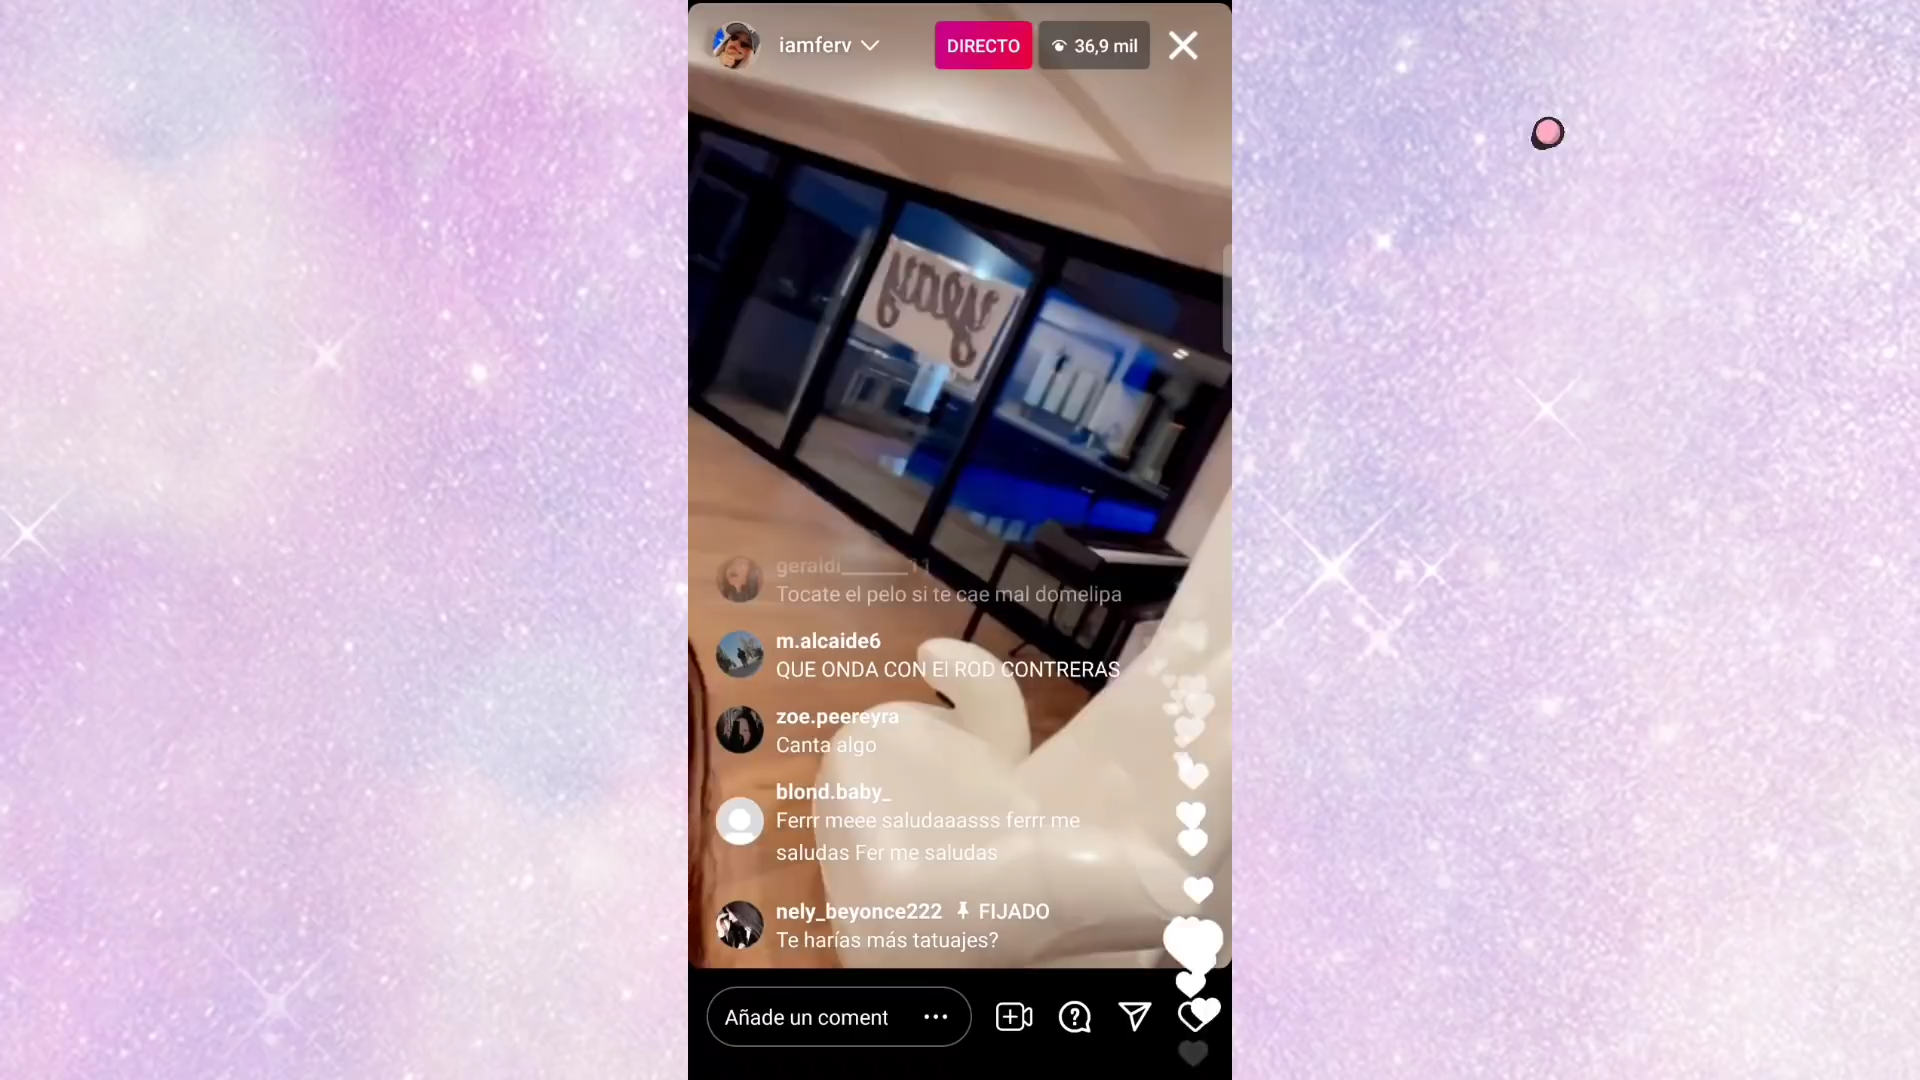 iamferv
DIRECTO
36,9 mil
geraldi_______11
Tocate el pelo si te cae mal domelipa
m.alcaide6
QUE ONDA CON El ROD CONTRERAS
zoe.peereyra
Canta algo
blond.baby_
Ferrr meee saludaaasss ferrr me
saludas Fer me saludas
nely_beyonce222 FIJADO
Te harías más tatuajes?
Añade un coment